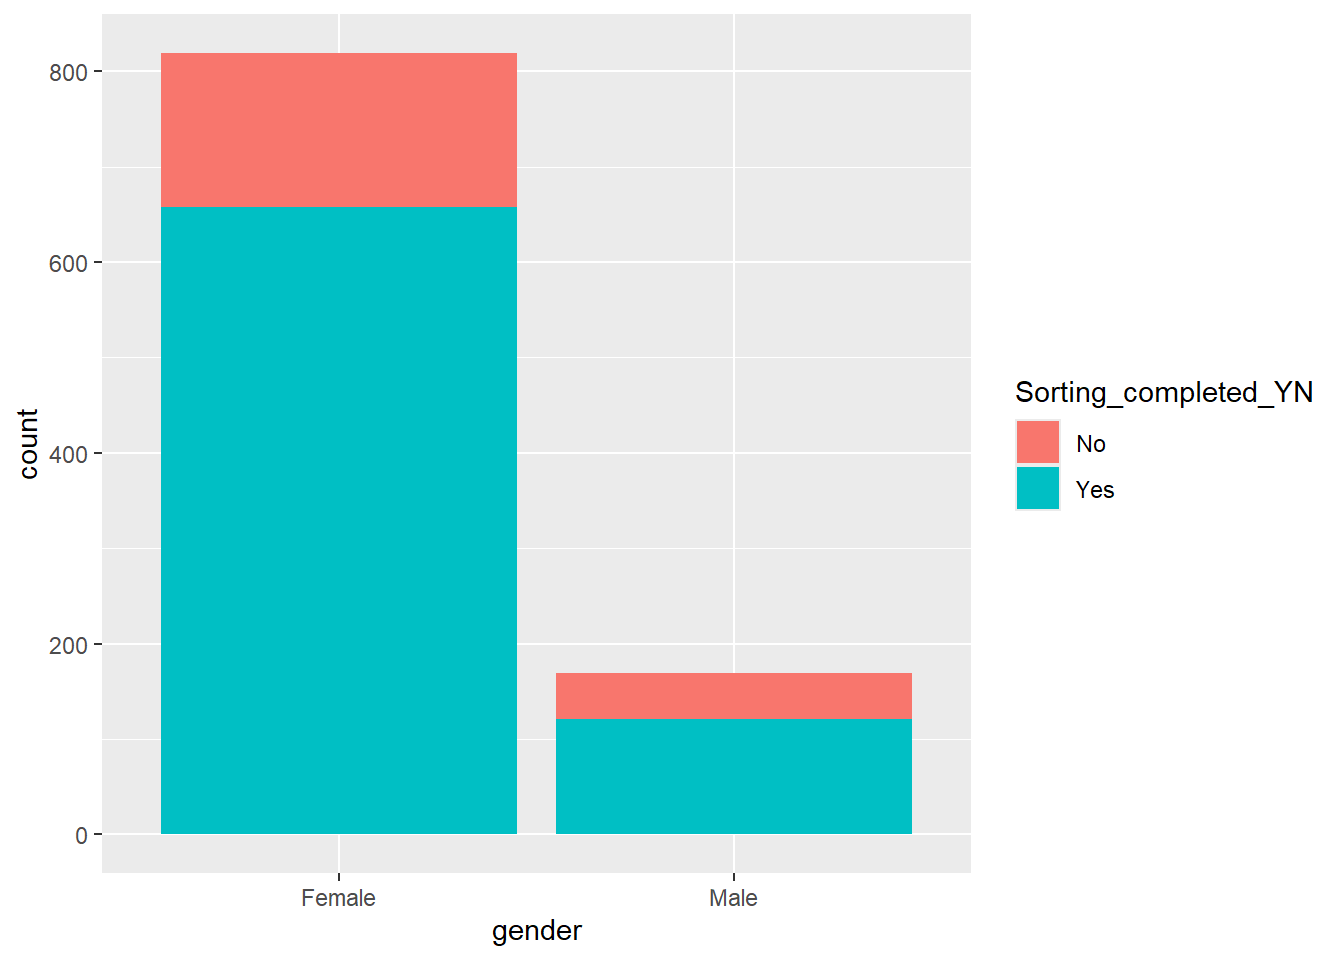 800
600
400
200
0
count
Female
Male
gender
Sorting_completed_YN
No
Yes